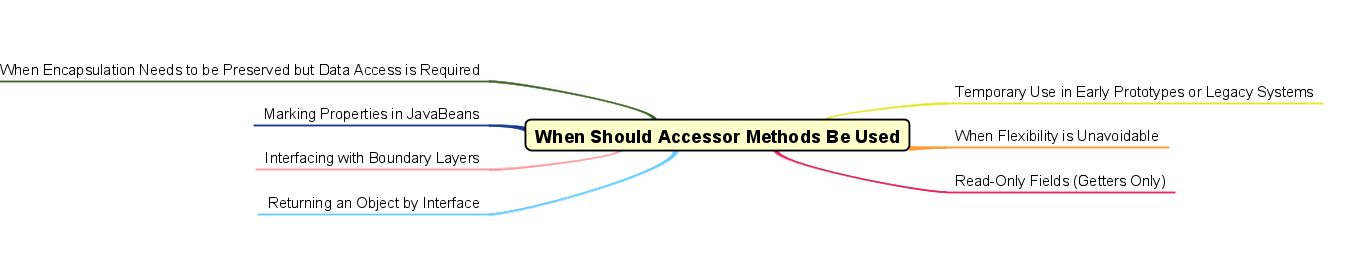 When Encapsulation Needs to be Preserved but Data Access is Required
Marking Properties in JavaBeans
Interfacing with Boundary Layers
Returning an Object by Interface
When Should Accessor Methods Be Used
Temporary Use in Early Prototypes or Legacy Systems
When Flexibility is Unavoidable
Read-Only Fields (Getters Only)